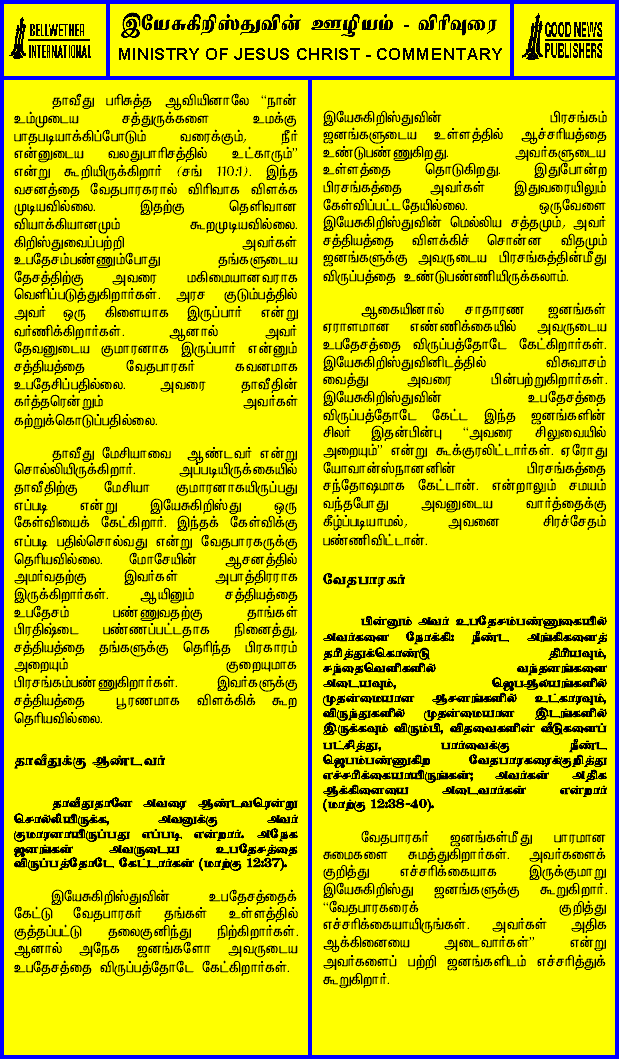 BELLWETHER
INTERNATIONAL
இயேசுகிறிஸ்துவின் ஊழியம் - விரிவுரை
MINISTRY OF JESUS CHRIST - COMMENTARY
GOOD NEWS
PUBLISHERS
தாவீது பரிசுத்த ஆவியினாலே “நான்
உம்முடைய சத்துருக்களை உமக்கு
பாதபடியாக்கிப்போடும் வரைக்கும், நீர்
என்னுடைய வலதுபாரிசத்தில் உட்காரும்”
என்று கூறியிருக்கிறார் (சங் 110:1). இந்த
வசனத்தை வேதபாரகரால் விரிவாக விளக்க
முடியவில்லை. இதற்கு தெளிவான
வியாக்கியானமும் கூறமுடியவில்லை.
கிறிஸ்துவைப்பற்றி அவர்கள்
உபதேசம்பண்ணும்போது தங்களுடைய
தேசத்திற்கு அவரை மகிமையானவராக
வெளிப்படுத்துகிறார்கள். அரச குடும்பத்தில்
அவர் ஒரு கிளையாக இருப்பார் என்று
வர்ணிக்கிறார்கள். ஆனால் அவர்
தேவனுடைய குமாரனாக இருப்பார் என்னும்
சத்தியத்தை வேதபாரகர் கவனமாக
உபதேசிப்பதில்லை. அவரை தாவீதின்
கர்த்தரென்றும் அவர்கள்
கற்றுக்கொடுப்பதில்லை.
தாவீது மேசியாவை ஆண்டவர் என்று
சொல்லியிருக்கிறார். அப்படியிருக்கையில்
தாவீதிற்கு மேசியா குமாரனாகயிருப்பது
எப்படி என்று இயேசுகிறிஸ்து ஒரு
கேள்வியைக் கேட்கிறார். இந்தக் கேள்விக்கு
எப்படி பதில்சொல்வது என்று வேதபாரகருக்கு
தெரியவில்லை. மோசேயின் ஆசனத்தில்
அமர்வதற்கு இவர்கள் அபாத்திரராக
இருக்கிறார்கள். ஆயினும் சத்தியத்தை
உபதேசம் பண்ணுவதற்கு தாங்கள்
பிரதிஷ்டை பண்ணப்பட்டதாக நினைத்து,
சத்தியத்தை தங்களுக்கு தெரிந்த பிரகாரம்
அறையும் குறையுமாக
பிரசங்கம்பண்ணுகிறார்கள். இவர்களுக்கு
சத்தியத்தை பூரணமாக விளக்கிக் கூற
தெரியவில்லை.
தாவீதுக்கு ஆண்டவர்
தாவீதுதானே அவரை ஆண்டவரென்று
சொல்லியிருக்க, அவனுக்கு அவர்
குமாரனாயிருப்பது எப்படி என்றார். அநேக
ஜனங்கள் அவருடைய உபதேசத்தை
விருப்பத்தோடே கேட்டார்கள் (மாற்கு 12:37).
இயேசுகிறிஸ்துவின் உபதேசத்தைக்
கேட்டு வேதபாரகர் தங்கள் உள்ளத்தில்
குத்தப்பட்டு தலைகுனிந்து நிற்கிறார்கள்.
ஆனால் அநேக ஜனங்களோ அவருடைய
உபதேசத்தை விருப்பத்தோடே கேட்கிறார்கள்.
இயேசுகிறிஸ்துவின் பிரசங்கம்
ஜனங்களுடைய உள்ளத்தில் ஆச்சரியத்தை
உண்டுபண்ணுகிறது. அவர்களுடைய
உள்ளத்தை தொடுகிறது. இதுபோன்ற
பிரசங்கத்தை அவர்கள் இதுவரையிலும்
கேள்விப்பட்டதேயில்லை. ஒருவேளை
இயேசுகிறிஸ்துவின் மெல்லிய சத்தமும், அவர்
சத்தியத்தை விளக்கிச் சொன்ன விதமும்
ஜனங்களுக்கு அவருடைய பிரசங்கத்தின்மீது
விருப்பத்தை உண்டுபண்ணியிருக்கலாம்.
ஆகையினால் சாதாரண ஜனங்கள்
ஏராளமான எண்ணிக்கையில் அவருடைய
உபதேசத்தை விருப்பத்தோடே கேட்கிறார்கள்.
இயேசுகிறிஸ்துவினிடத்தில் விசுவாசம்
வைத்து அவரை பின்பற்றுகிறார்கள்.
இயேசுகிறிஸ்துவின் உபதேசத்தை
விருப்பத்தோடே கேட்ட இந்த ஜனங்களின்
சிலர் இதன்பின்பு “அவரை சிலுவையில்
அறையும்” என்று கூக்குரலிட்டார்கள். ஏரோது
யோவான்ஸ்நானனின் பிரசங்கத்தை
சந்தோஷமாக கேட்டான். என்றாலும் சமயம்
வந்தபோது அவனுடைய வார்த்தைக்கு
கீழ்ப்படியாமல், அவனை சிரச்சேதம்
பண்ணிவிட்டான்.
வேதபாரகர்
பின்னும் அவர் உபதேசம்பண்ணுகையில்
அவர்களை நோக்கி: நீண்ட அங்கிகளைத்
தரித்துக்கொண்டு திரியவும்,
சந்தைவெளிகளில் வந்தனங்களை
அடையவும், ஜெபஆலயங்களில்
முதன்மையான ஆசனங்களில் உட்காரவும்,
விருந்துகளில் முதன்மையான இடங்களில்
இருக்கவும் விரும்பி, விதவைகளின் வீடுகளைப்
பட்சித்து, பார்வைக்கு நீண்ட
ஜெபம்பண்ணுகிற வேதபாரகரைக்குறித்து
எச்சரிக்கையாயிருங்கள்; அவர்கள் அதிக
ஆக்கினையை அடைவார்கள் என்றார்
(மாற்கு 12:38-40).
வேதபாரகர் ஜனங்கள்மீது பாரமான
சுமைகளை சுமத்துகிறார்கள். அவர்களைக்
குறித்து எச்சரிக்கையாக இருக்குமாறு
இயேசுகிறிஸ்து ஜனங்களுக்கு கூறுகிறார்.
“வேதபாரகரைக் குறித்து
எச்சரிக்கையாயிருங்கள். அவர்கள் அதிக
ஆக்கினையை அடைவார்கள்” என்று
அவர்களைப் பற்றி ஜனங்களிடம் எச்சரித்துக்
கூறுகிறார்.